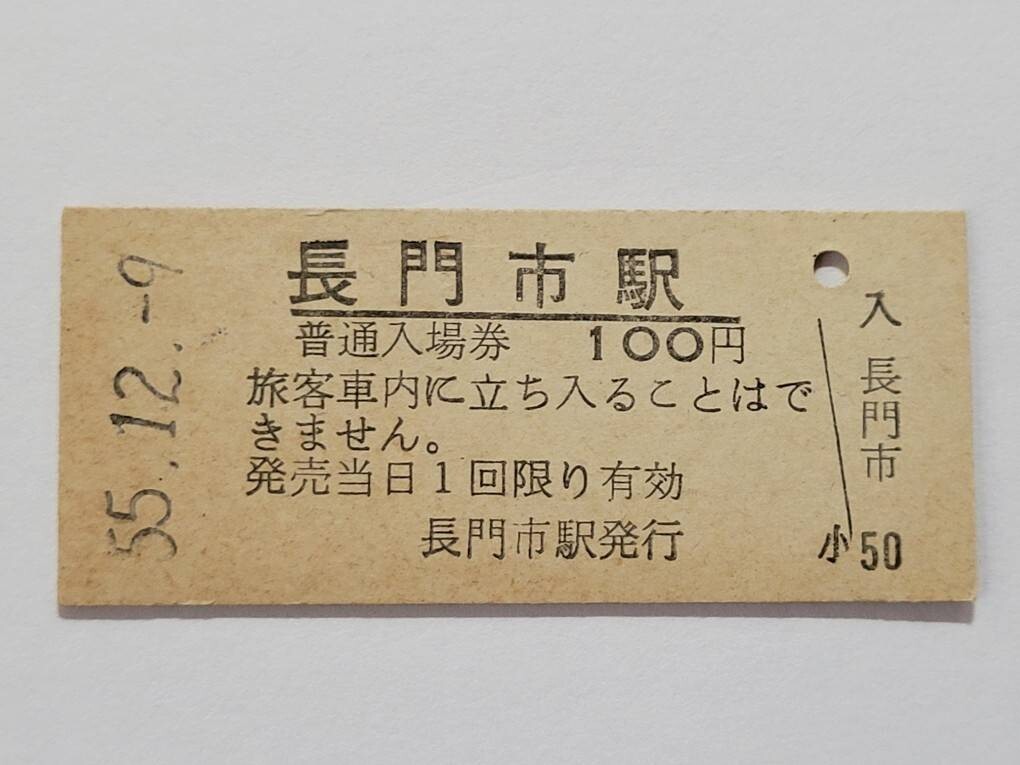 55.12.-9
長門市駅
普通入場券 100円
旅客車内に立ち入ることはで
きません。
発売当日1回限り有効
長門市駅発行
入 長門市
小 50